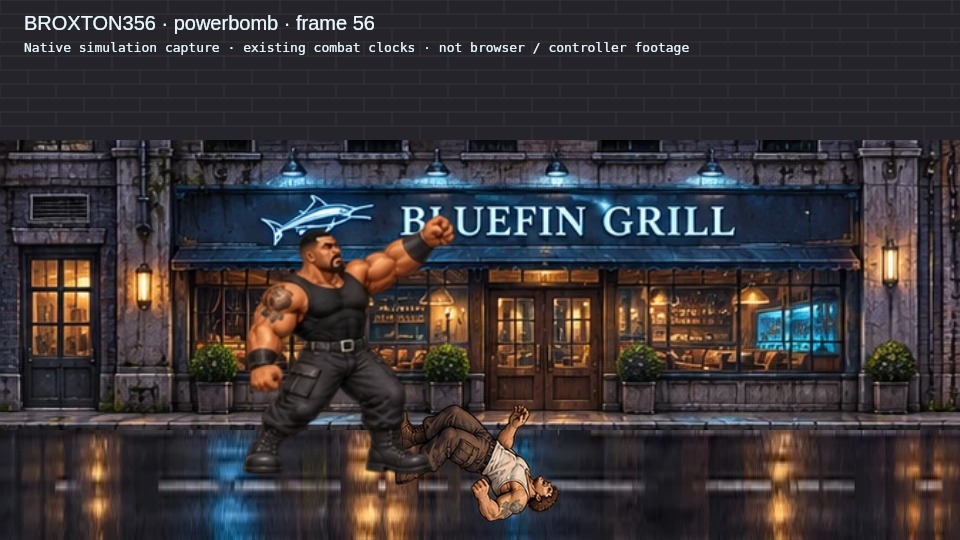 BROXTON356 · powerbomb · frame 56
Native simulation capture · existing combat clocks · not browser / controller footage
BLUEFIN GRILL